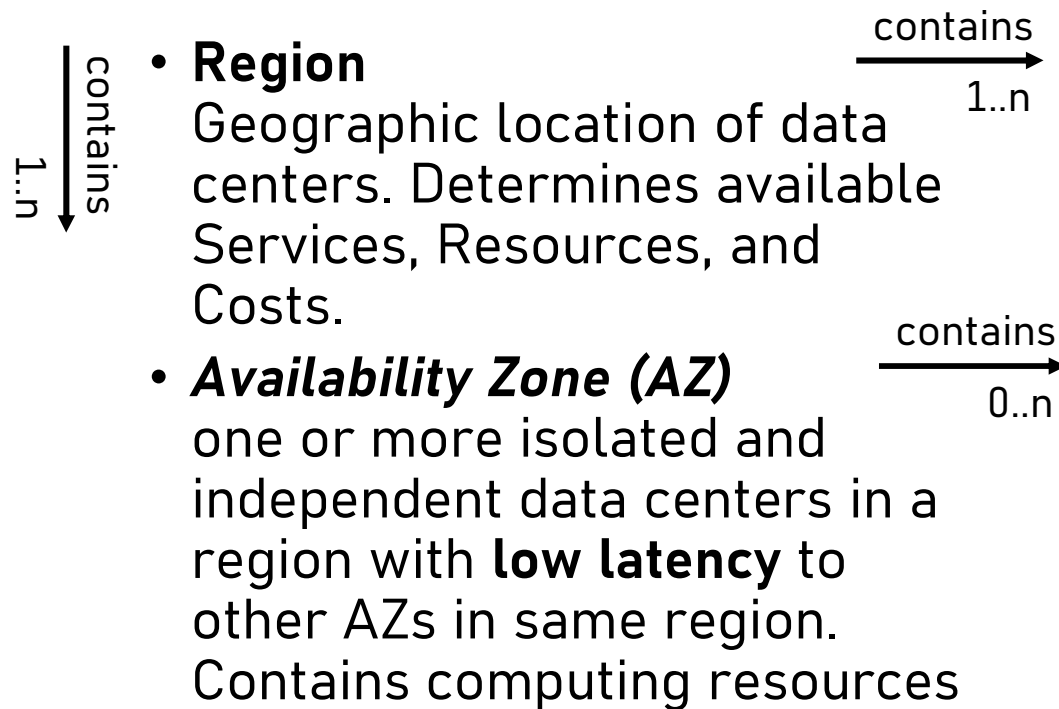 contains
1..n
contains
1..n
• Region
Geographic location of data
centers. Determines available
Services, Resources, and
Costs.
contains
0..n
• Availability Zone (AZ)
one or more isolated and
independent data centers in a
region with low latency to
other AZs in same region.
Contains computing resources